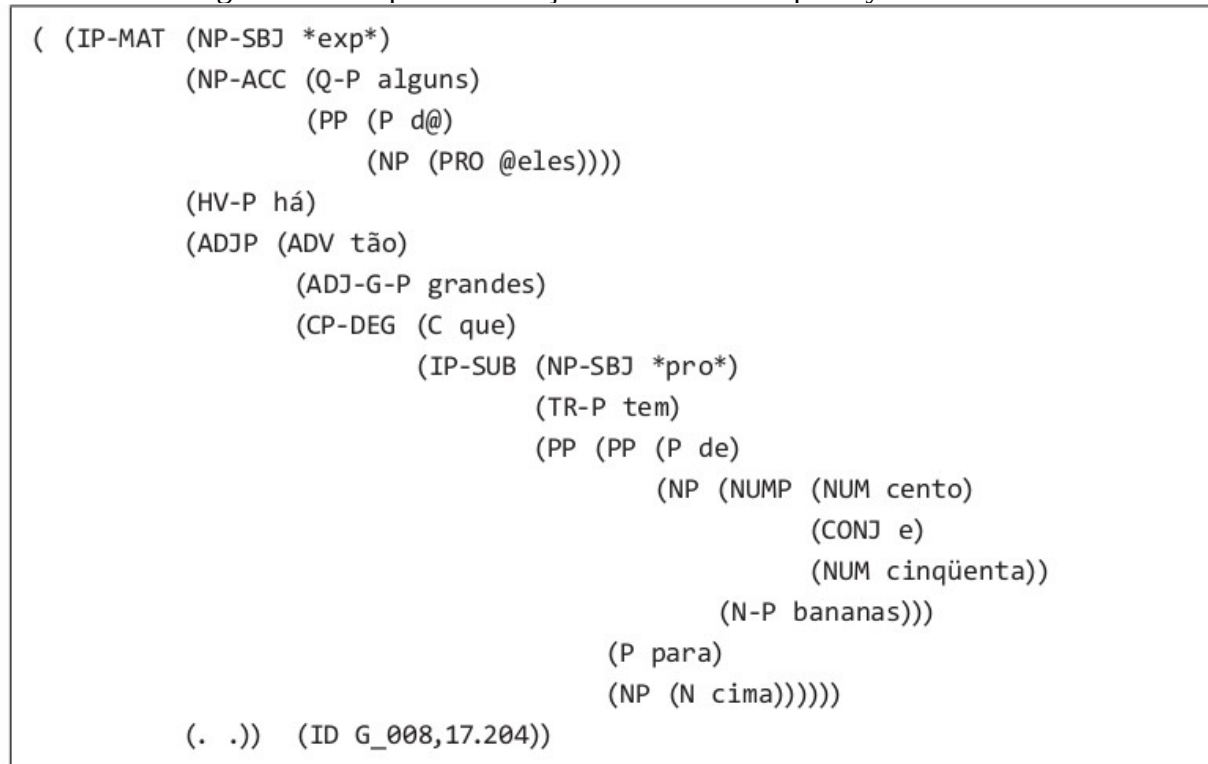 ( (IP-MAT (NP-SBJ *exp*)
(NP-ACC (Q-P alguns)
(PP (P d@)
(NP (PRO @eles))))
(HV-P há)
(ADJP (ADV tão)
(ADJ-G-P grandes)
(CP-DEG (C que)
(IP-SUB (NP-SBJ *pro*)
(TR-P tem)
(PP (PP (P de)
(NP (NUMP (NUM cento)
(CONJ e)
(NUM cinqüenta))
(N-P bananas)))
(P para)
(NP (N cima))))))
(. .)) (ID G_008,17.204))